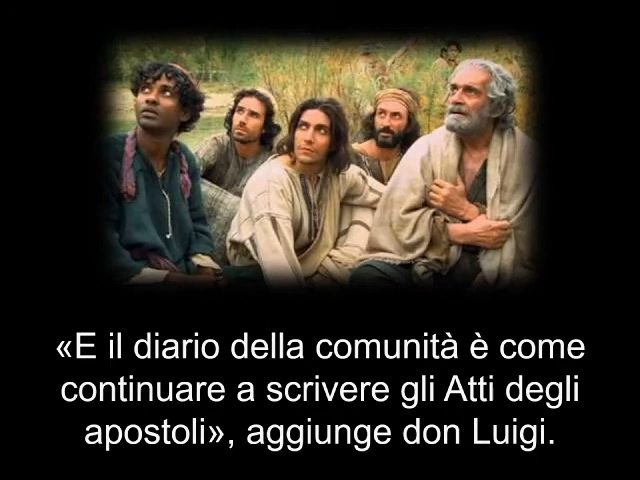 «E il diario della comunità è come
continuare a scrivere gli Atti degli
apostoli», aggiunge don Luigi.